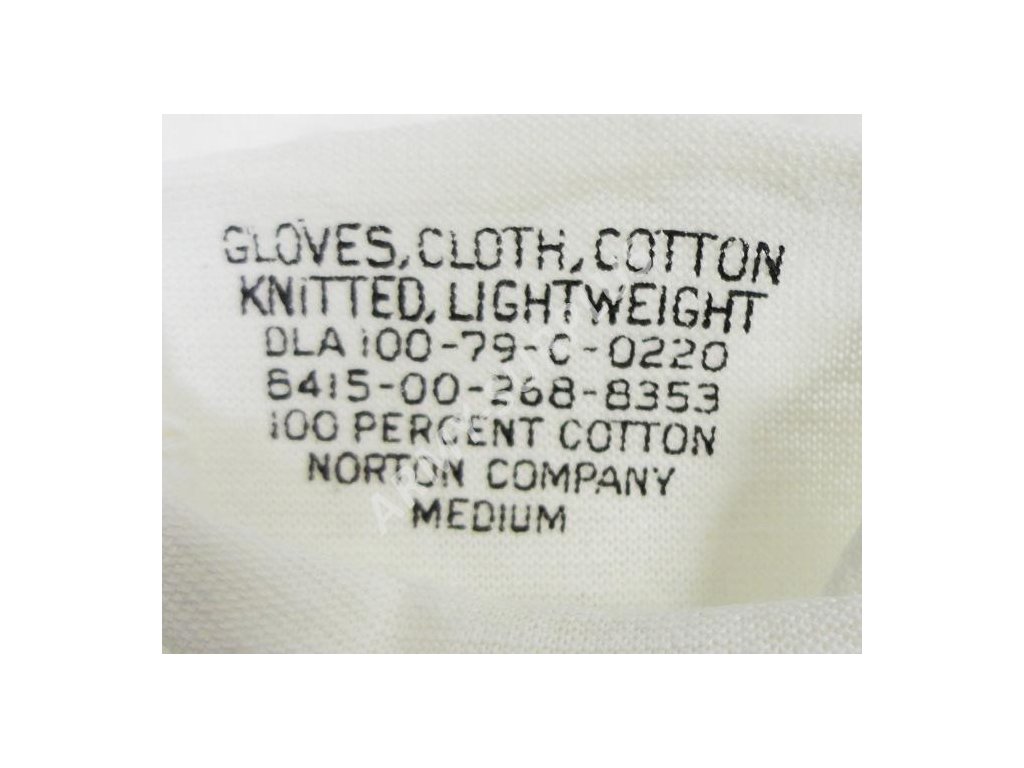 GLOVES, CLOTH, COTTON
KNITTED, LIGHTWEIGHT
DLA 100-79-C-0220
8415-00-268-8353
100 PERCENT COTTON
NORTON COMPANY
MEDIUM